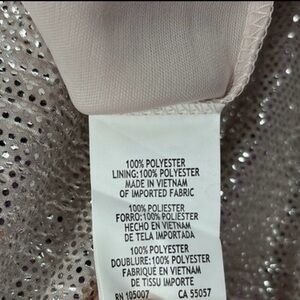 100% POLYESTER
LINING:100% POLYESTER
MADE IN VIETNAM
OF IMPORTED FABRIC
100% POLIESTER
FORRO:100% POLIESTER
HECHO EN VIETNAM
DE TELA IMPORTADA
100% POLYESTER
DOUBLURE:100% POLYESTER
FABRIQUÉ EN VIETNAM
DE TISSU IMPORTE
RN 105007 CA 55057